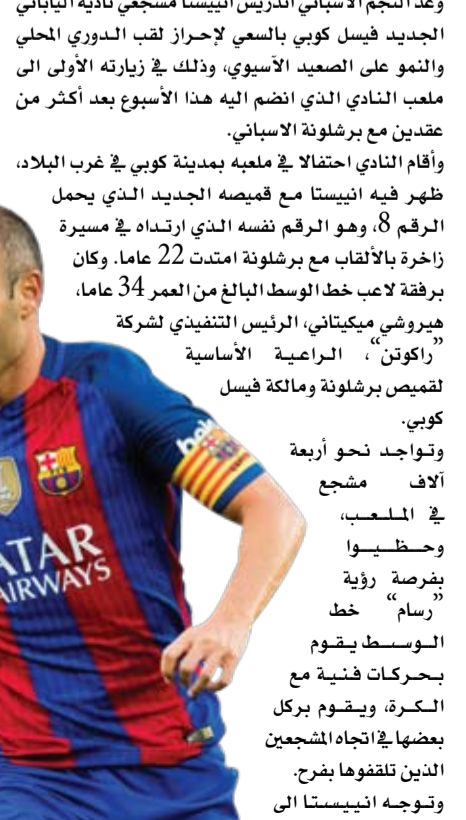 وعد النجم الاسباني اندريس انييستا مشجعي ناديه الياباني
الجديد فيسل كوبي بالسعي لإحراز لقب الدوري المحلي
والنمو على الصعيد الآسيوي، وذلك في زيارته الأولى الى
ملعب النادي الذي انضم اليه هذا الأسبوع بعد أكثر من
عقدين مع برشلونة الاسباني.
وأقام النادي احتفالا في ملعبه بمدينة كوبي في غرب البلاد،
ظهر فيه انييستا مع قميصه الجديد الذي يحمل
الرقم 8، وهو الرقم نفسه الذي ارتداه في مسيرة
زاخرة بالألقاب مع برشلونة امتدت 22 عاما. وكان
برفقة لاعب خط الوسط البالغ من العمر 34 عاما،
هيروشي ميكيتاني، الرئيس التنفيذي لشركة
”راكوتن“، الراعية الأساسية
لقميص برشلونة ومالكة فيسل
كوبي.
وتواجد نحو أربعة
آلاف مشجع
في الملعب،
وحظيوا
بفرصة رؤية
”رسام“ خط
الوسط يقوم
بحركات فنية مع
الكرة، ويقوم بركل
بعضها في اتجاه المشجعين
الذين تلقفوها بفرح.
وتوجه انييستا الى
beko
ATAR
AIRWAYS